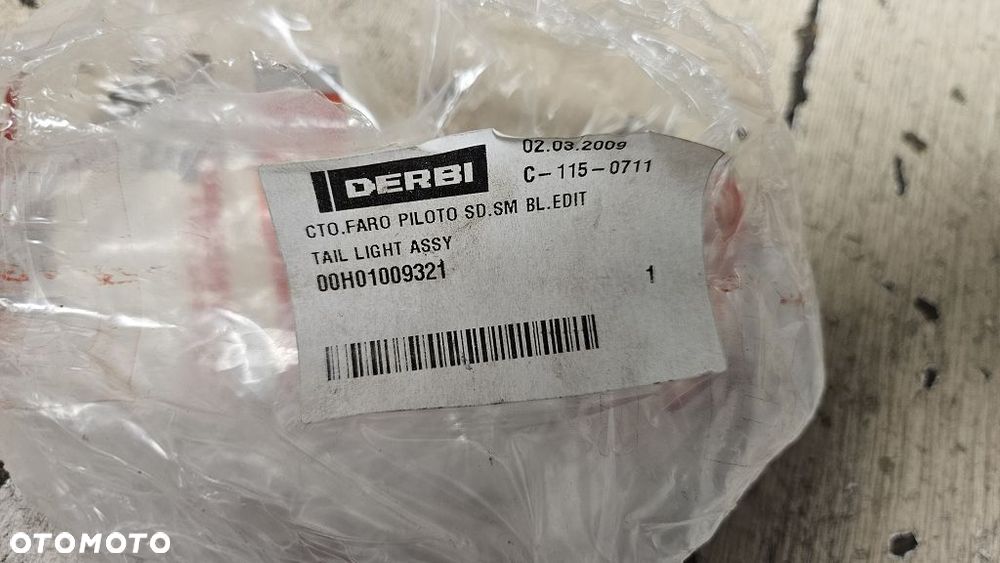 DERBI
02.03.2009
C-115-0711
CTO.FARO PILOTO SD.SM BL.EDIT
TAIL LIGHT ASSY
00H01009321
1
OTOMOTO